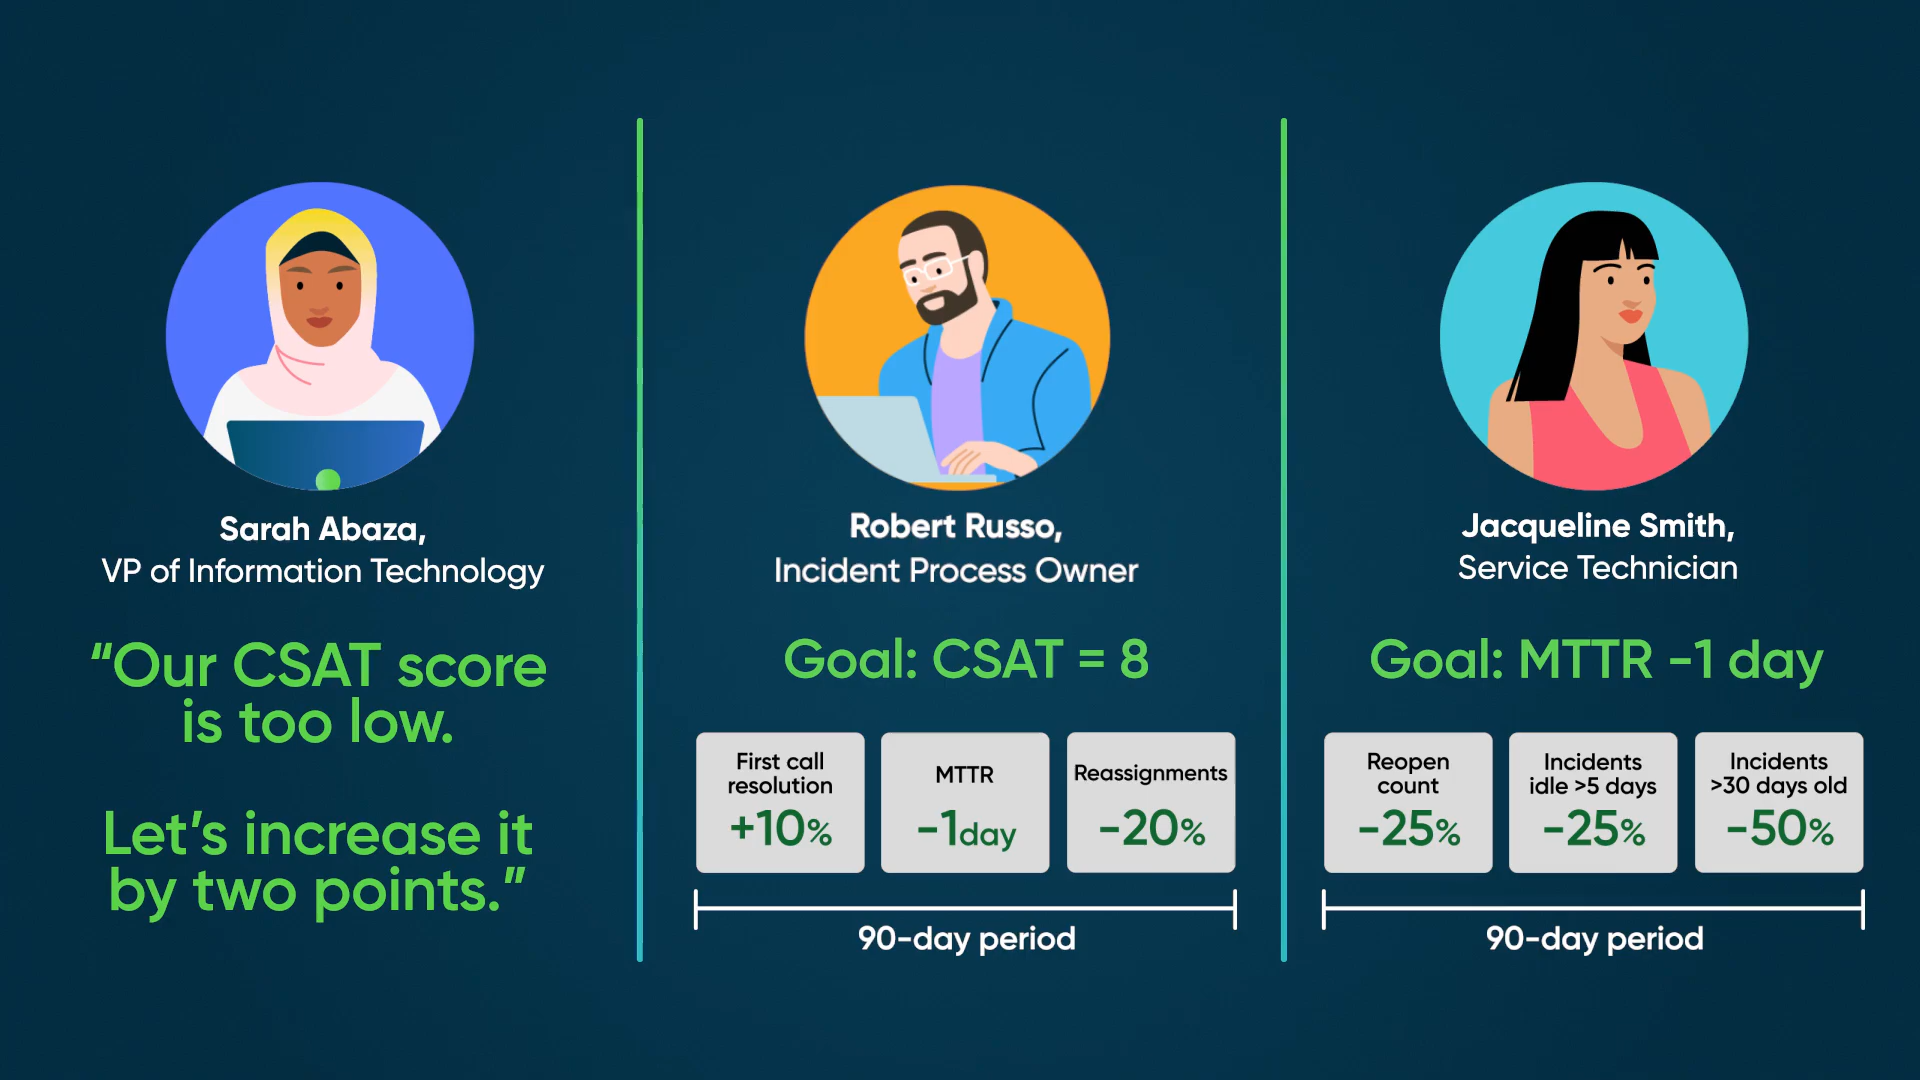 Sarah Abaza,
VP of Information Technology
“Our CSAT score
is too low.
Let’s increase it
by two points.”
Robert Russo,
Incident Process Owner
Goal: CSAT = 8
First call
resolution
+10%
MTTR
-1day
Reassignments
-20%
90-day period
Jacqueline Smith,
Service Technician
Goal: MTTR -1 day
Reopen
count
-25%
Incidents
idle >5 days
-25%
Incidents
>30 days old
-50%
90-day period